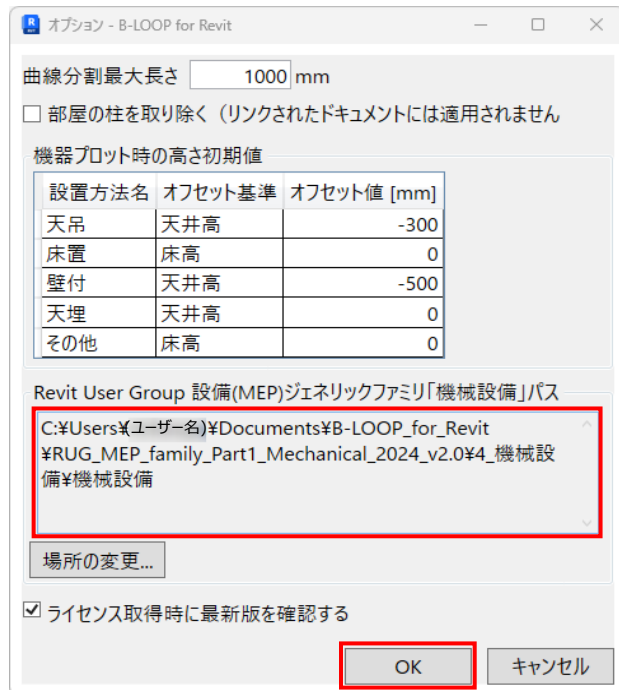 オプション - B-LOOP for Revit
曲線分割最大長さ 1000 mm
部屋の柱を取り除く（リンクされたドキュメントには適用されません
機器プロット時の高さ初期値
設置方法名 オフセット基準 オフセット値 [mm]
天吊 天井高 -300
床置 床高 0
壁付 天井高 -500
天埋 天井高 0
その他 床高 0
Revit User Group 設備(MEP)ジェネリックファミリ「機械設備」パス
C:¥Users¥(ユーザー名)¥Documents¥B-LOOP_for_Revit
¥RUG_MEP_family_Part1_Mechanical_2024_v2.0¥4_機械設
備¥機械設備
場所の変更...
ライセンス取得時に最新版を確認する
OK キャンセル